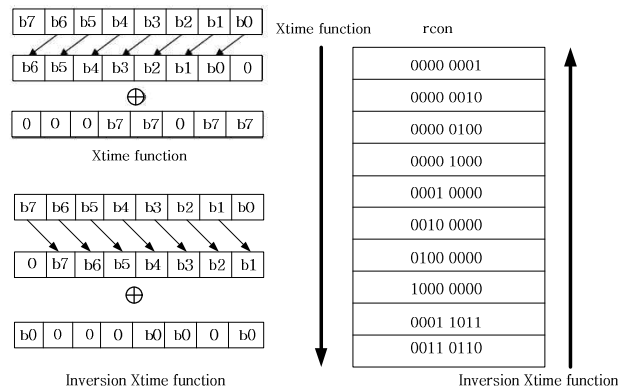 b7 b6 b5 b4 b3 b2 b1 b0
b6 b5 b4 b3 b2 b1 b0 0
⊕
0 0 0 b7 b7 0 b7 b7
Xtime function
b7 b6 b5 b4 b3 b2 b1 b0
0 b7 b6 b5 b4 b3 b2 b1
⊕
b0 0 0 0 b0 b0 0 b0
Inversion Xtime function
Xtime function
rcon
0000 0001
0000 0010
0000 0100
0000 1000
0001 0000
0010 0000
0100 0000
1000 0000
0001 1011
0011 0110
Inversion Xtime function